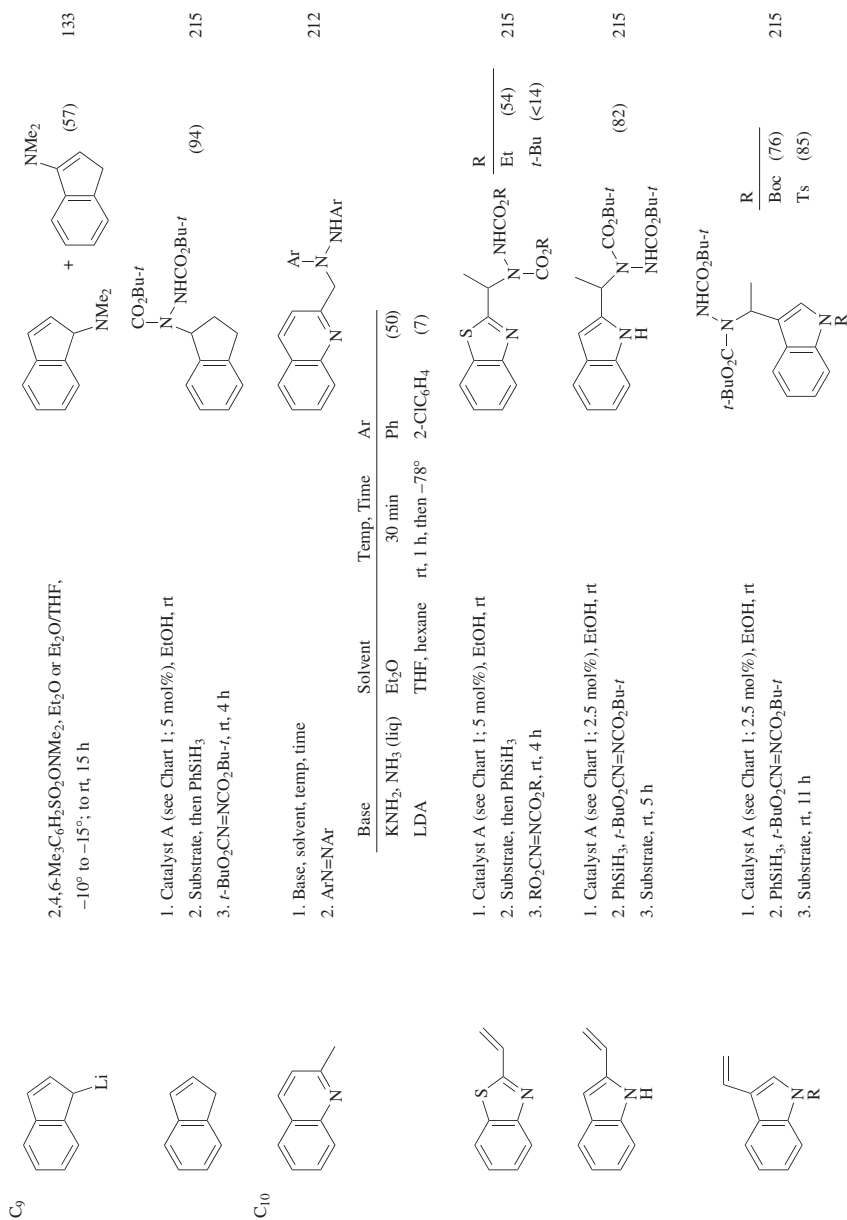 C9
Li
2,4,6-Me3C6H2SO2ONMe2, Et2O or Et2O/THF,
–10° to –15°; to rt, 15 h
NMe2
+
NMe2
(57)
133
1. Catalyst A (see Chart 1; 5 mol%), EtOH, rt
2. Substrate, then PhSiH3
3. t-BuO2CN=NCO2Bu-t, rt, 4 h
CO2Bu-t
N
NHCO2Bu-t
(94)
215
C10
N
1. Base, solvent, temp, time
2. ArN=NAr
Ar
N
NHAr
N
212
Base Solvent Temp, Time Ar
KNH2, NH3 (liq) Et2O 30 min Ph (50)
LDA THF, hexane rt, 1 h, then –78° 2-ClC6H4 (7)
S
N
1. Catalyst A (see Chart 1; 5 mol%), EtOH, rt
2. Substrate, then PhSiH3
3. RO2CN=NCO2R, rt, 4 h
S
N
N
NHCO2R
CO2R
R
Et (54)
t-Bu (<14)
215
N
H
1. Catalyst A (see Chart 1; 2.5 mol%), EtOH, rt
2. PhSiH3, t-BuO2CN=NCO2Bu-t
3. Substrate, rt, 5 h
CO2Bu-t
N
NHCO2Bu-t
N
H
(82)
215
N
R
1. Catalyst A (see Chart 1; 2.5 mol%), EtOH, rt
2. PhSiH3, t-BuO2CN=NCO2Bu-t
3. Substrate, rt, 11 h
NHCO2Bu-t
t-BuO2C
N
N
R
R
Boc (76)
Ts (85)
215